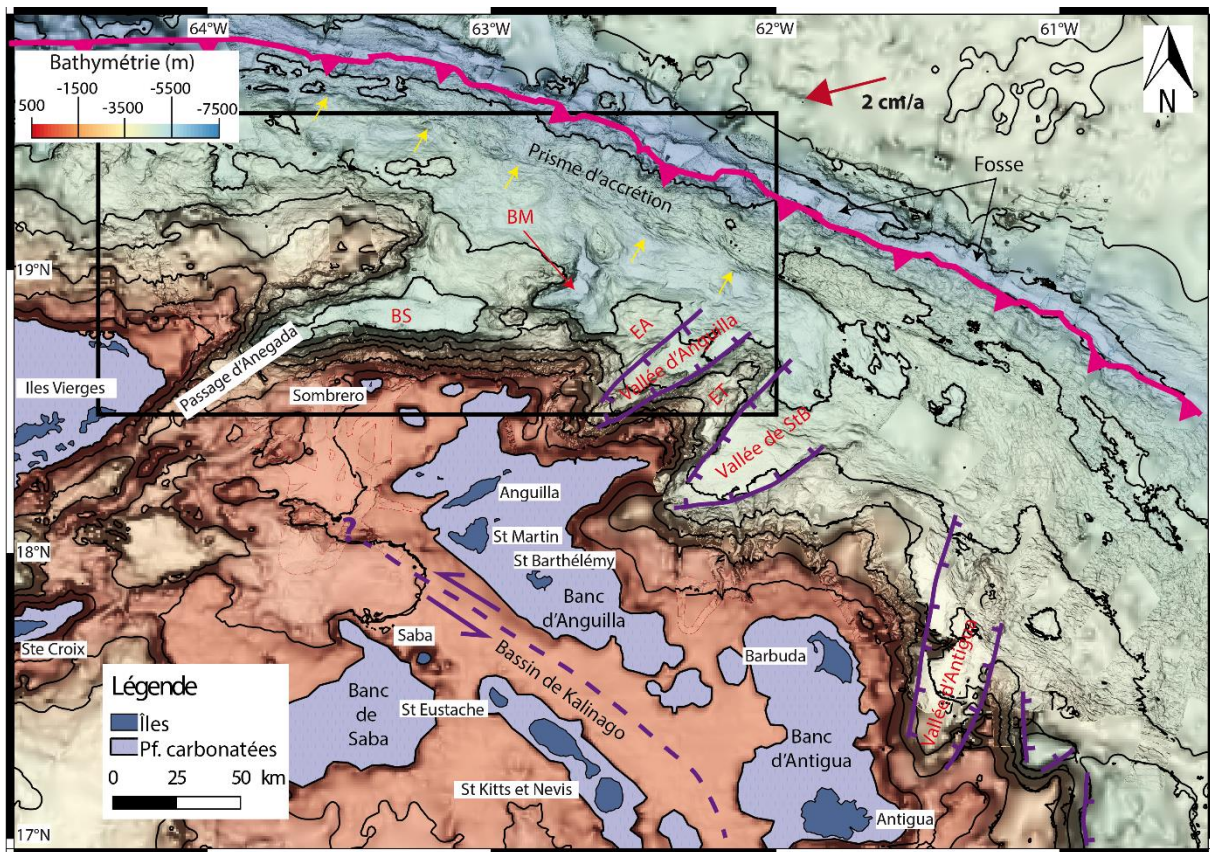 64°W
63°W
62°W
61°W
Bathymétrie (m)
-1500
-5500
500
-3500
-7500
2 cm/a
N
Prisme d'accrétion
Fosse
BM
19°N
BS
EA
Vallée d'Anguilla
ET
Iles Vierges
Passage d'Anegada
Sombrero
Vallée de StB
Anguilla
18°N
?
St Martin
St Barthélémy
Banc
d'Anguilla
Ste Croix
Saba
Bassin de Kalinago
Barbuda
Vallée d'Antigua
Légende
Îles
Pf. carbonatées
0 25 50 km
Banc
de
Saba
St Eustache
Banc
d'Antigua
St Kitts et Nevis
Antigua
17°N